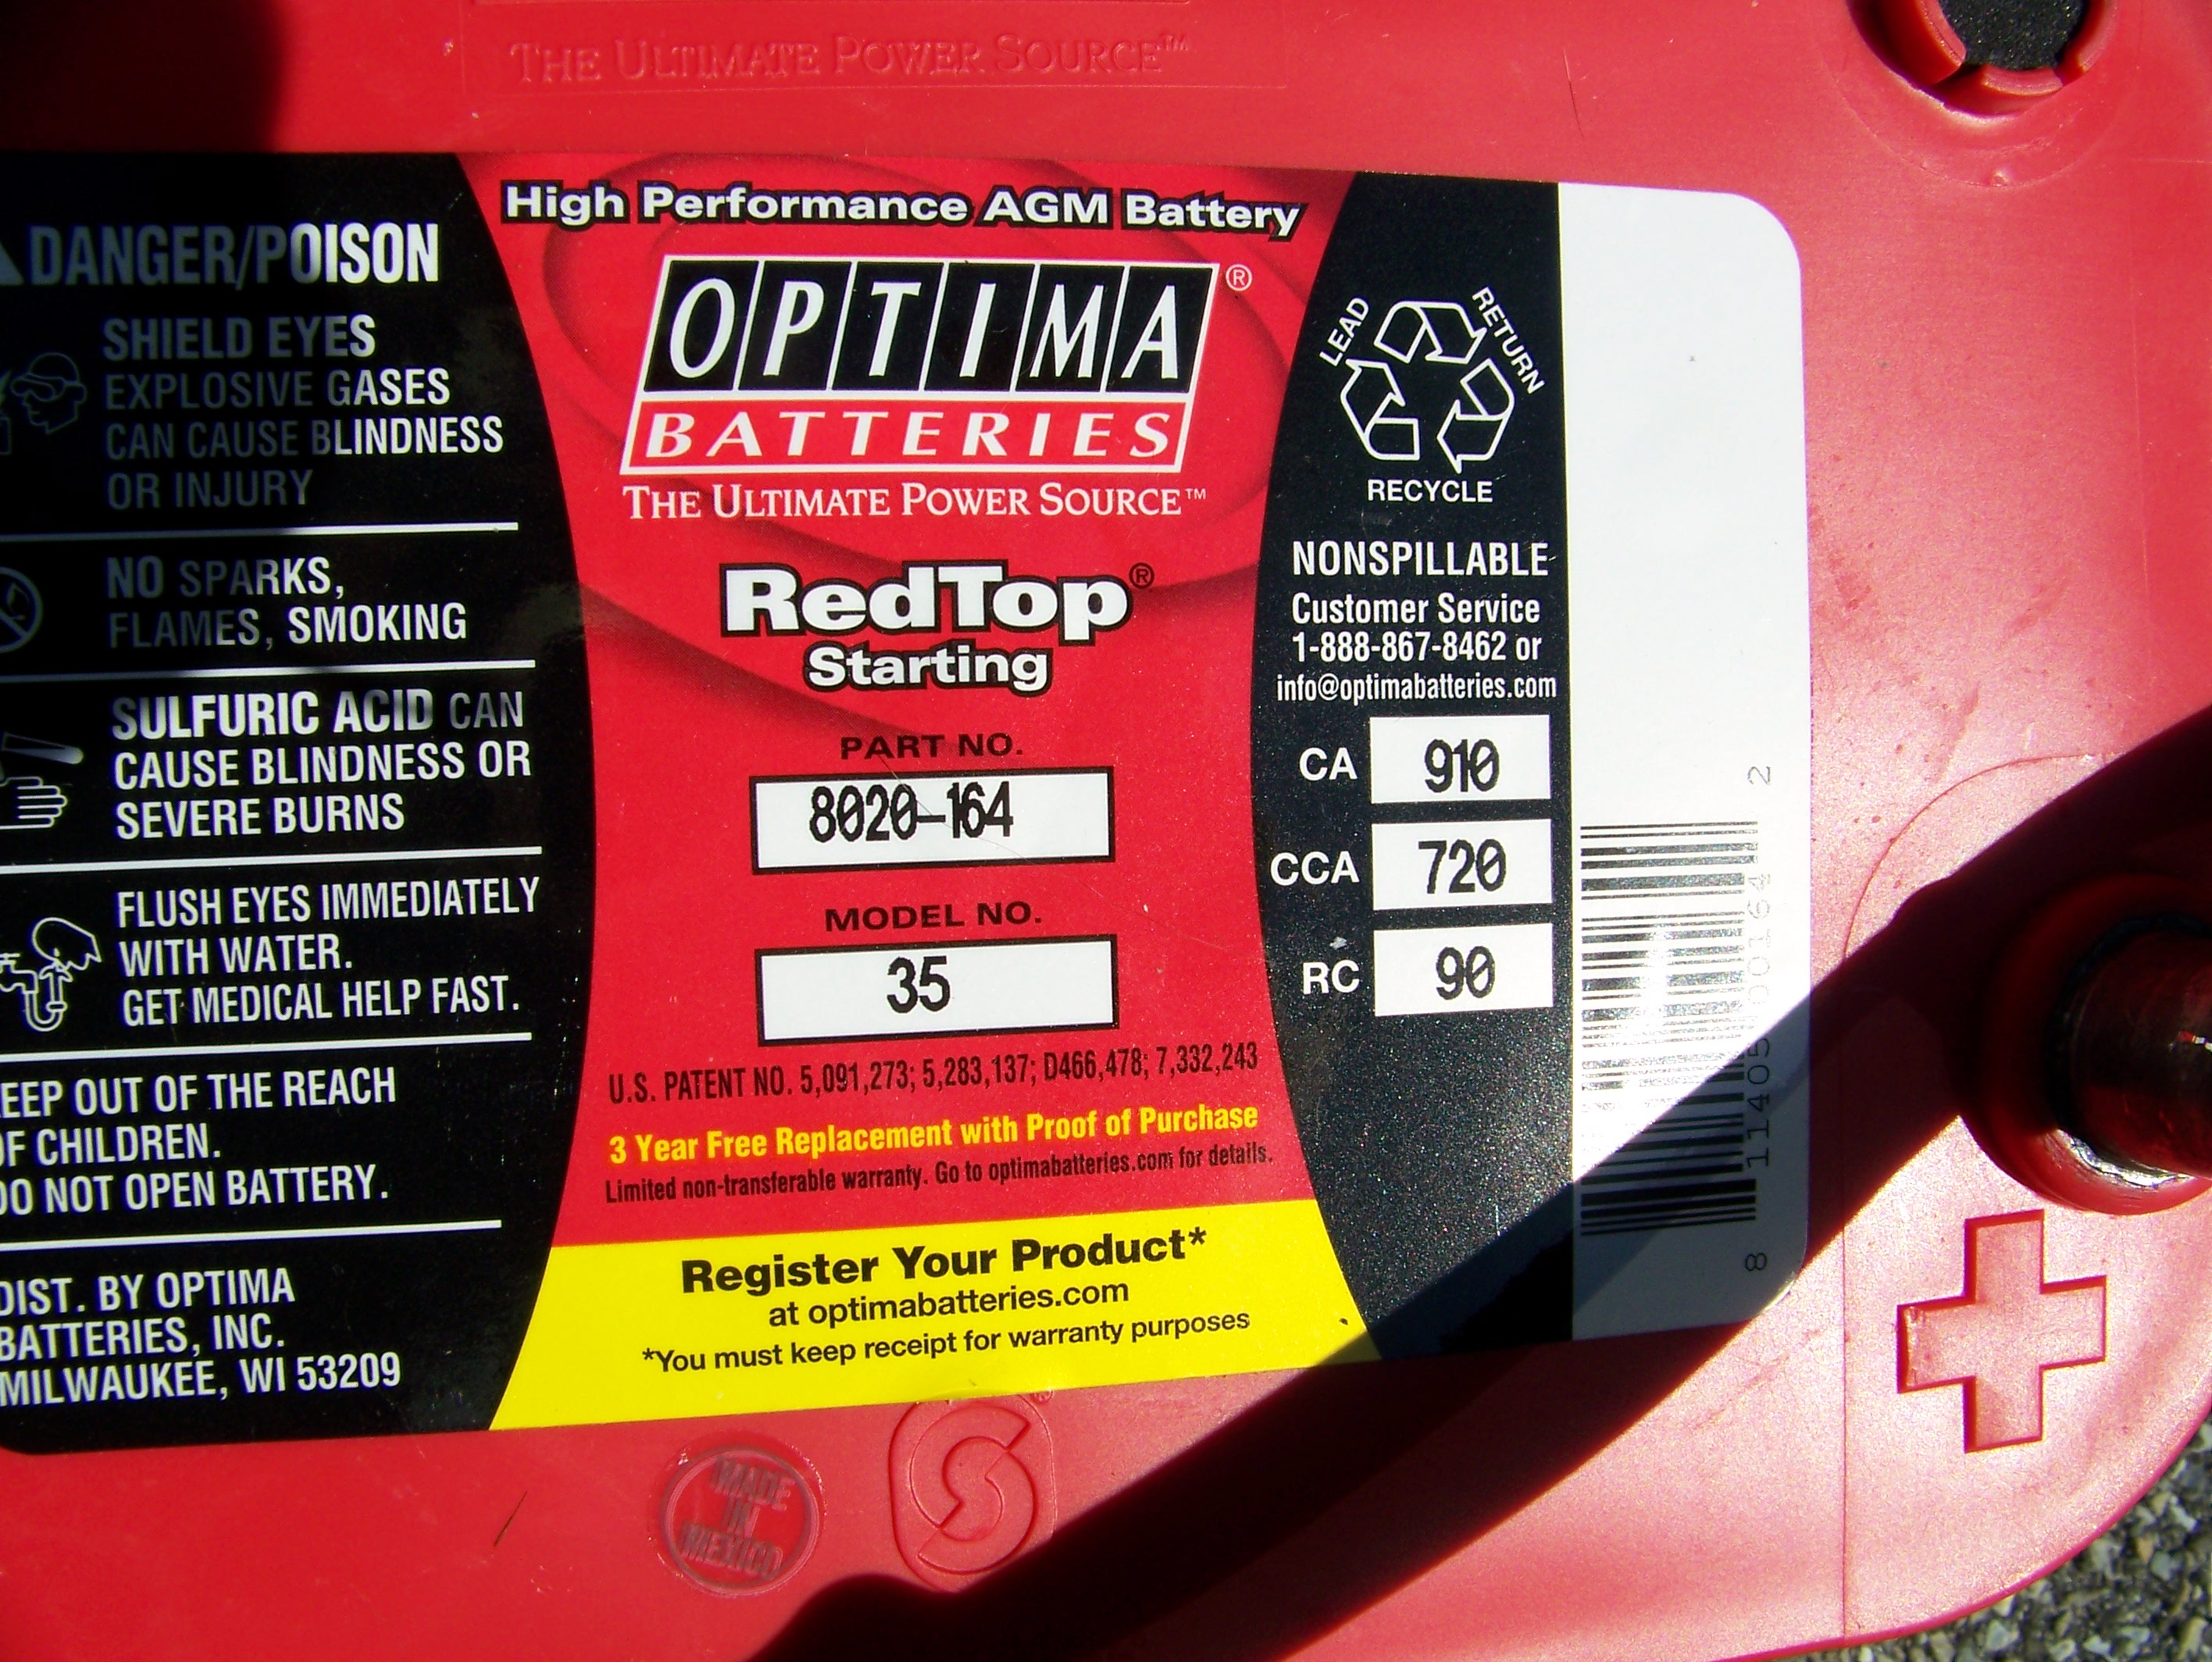 THE ULTIMATE POWER SOURCE™
DANGER/POISON
SHIELD EYES
EXPLOSIVE GASES
CAN CAUSE BLINDNESS
OR INJURY
NO SPARKS,
FLAMES, SMOKING
SULFURIC ACID CAN
CAUSE BLINDNESS OR
SEVERE BURNS
FLUSH EYES IMMEDIATELY
WITH WATER.
GET MEDICAL HELP FAST.
EEP OUT OF THE REACH
OF CHILDREN.
DO NOT OPEN BATTERY.
DIST. BY OPTIMA
BATTERIES, INC.
MILWAUKEE, WI 53209
High Performance AGM Battery
OPTIMA®
BATTERIES
THE ULTIMATE POWER SOURCE™
RedTop®
Starting
PART NO.
8020-164
MODEL NO.
35
U.S. PATENT NO. 5,091,273; 5,283,137; D466,478; 7,332,243
3 Year Free Replacement with Proof of Purchase
Limited non-transferable warranty. Go to optimabatteries.com for details.
Register Your Product*
at optimabatteries.com
*You must keep receipt for warranty purposes
LEAD
RETURN
RECYCLE
NONSPILLABLE
Customer Service
1-888-867-8462 or
info@optimabatteries.com
CA 910
CCA 720
RC 90
8 11405 00164 2
MADE
IN
MEXICO